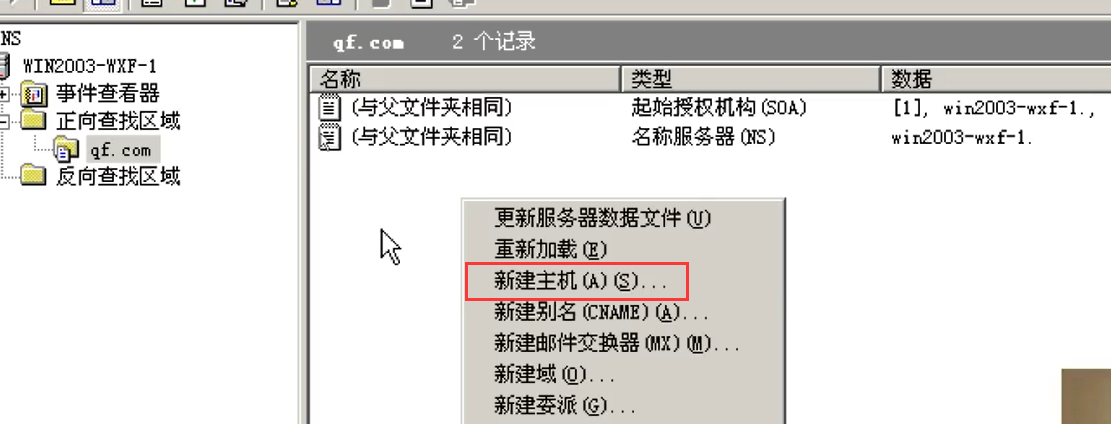 NS
WIN2003-WXF-1
事件查看器
正向查找区域
qf.com
反向查找区域
qf.com 2 个记录
名称 类型 数据
(与父文件夹相同) 起始授权机构(SOA) [1], win2003-wxf-1.,
(与父文件夹相同) 名称服务器(NS) win2003-wxf-1.
更新服务器数据文件(U)
重新加载(E)
新建主机(A)(S)...
新建别名(CNAME)(A)...
新建邮件交换器(MX)(M)...
新建域(O)...
新建委派(G)...